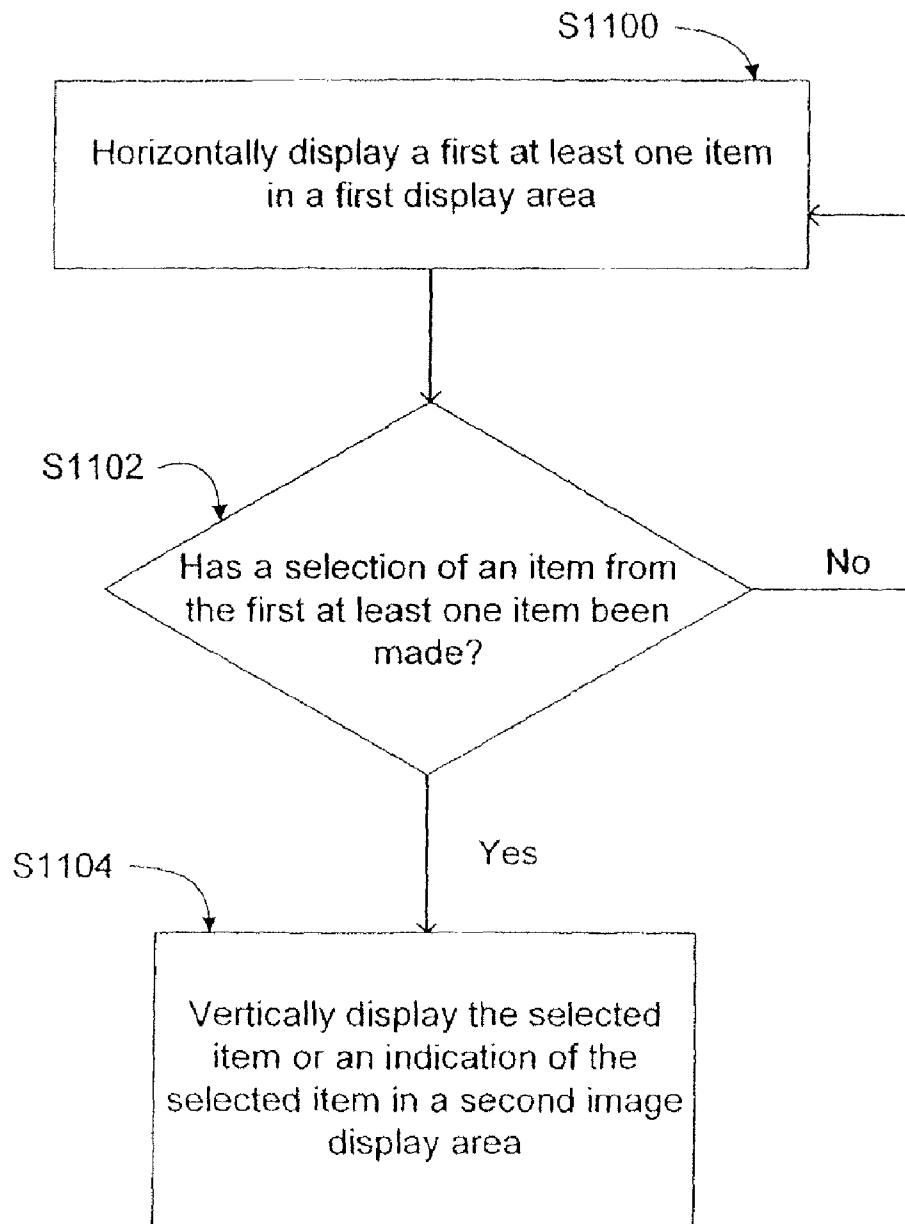 S1100
Horizontally display a first at least one item
in a first display area
S1102
Has a selection of an item from
the first at least one item been
made?
No
Yes
S1104
Vertically display the selected
item or an indication of the
selected item in a second image
display area